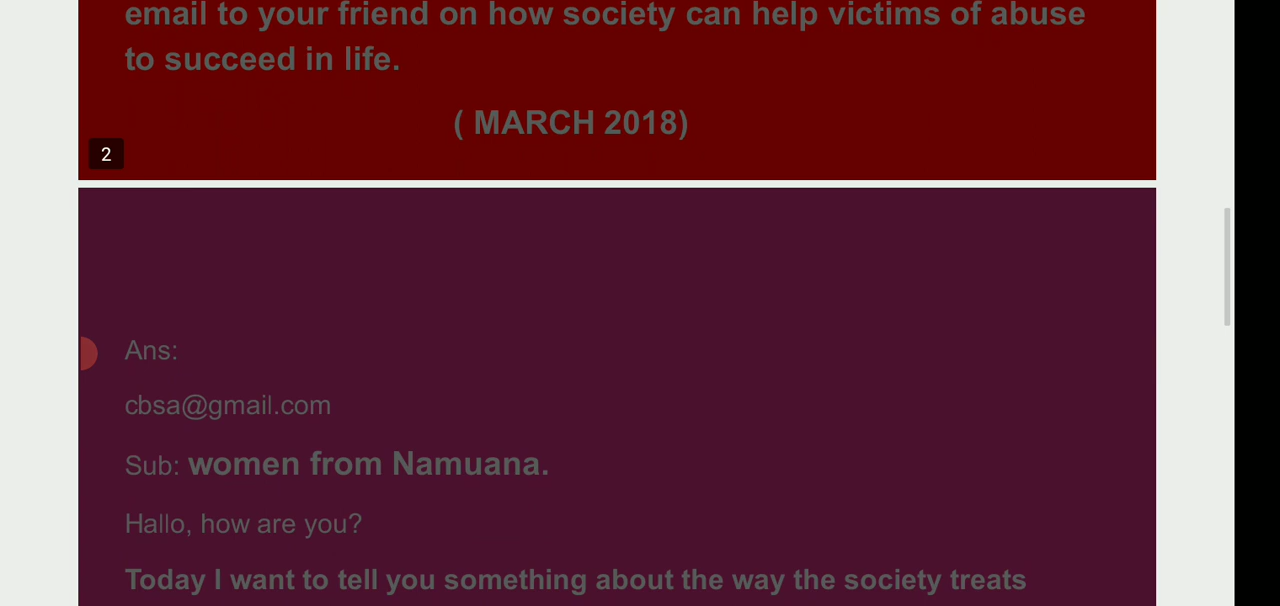 email to your friend on how society can help victims of abuse
to succeed in life.
( MARCH 2018)
2
Ans:
cbsa@gmail.com
Sub: women from Namuana.
Hallo, how are you?
Today I want to tell you something about the way the society treats